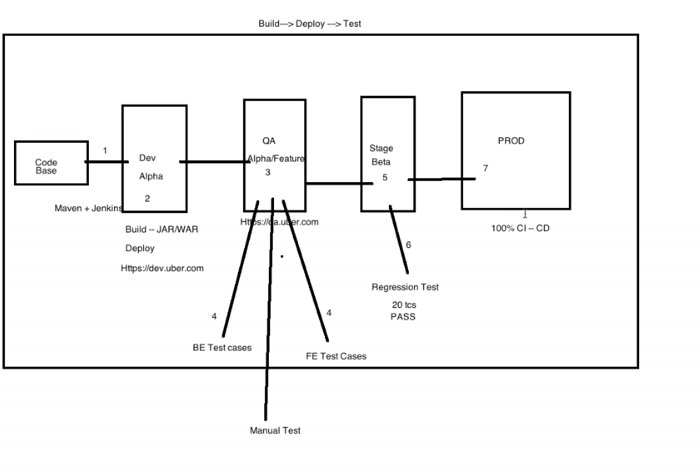 Build---> Deploy ---> Test
Code
Base
1
Dev
Alpha
2
Maven + Jenkins
Build -- JAR/WAR
Deploy
Https://dev.uber.com
QA
Alpha/Feature
3
Https://qa.uber.com
4
BE Test cases
4
FE Test Cases
Manual Test
Stage
Beta
5
6
Regression Test
20 tcs
PASS
PROD
7
100% CI -- CD